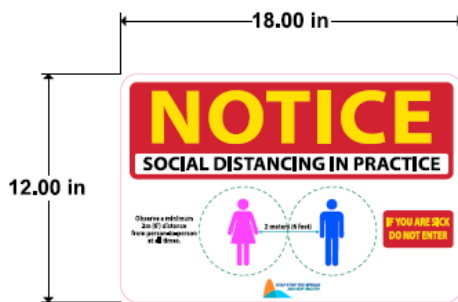 18.00 in
12.00 in
NOTICE
SOCIAL DISTANCING IN PRACTICE
Observe a minimum
2m (6') distance
from person-to-person
at all times.
2 meters (6 feet)
IF YOU ARE SICK
DO NOT ENTER